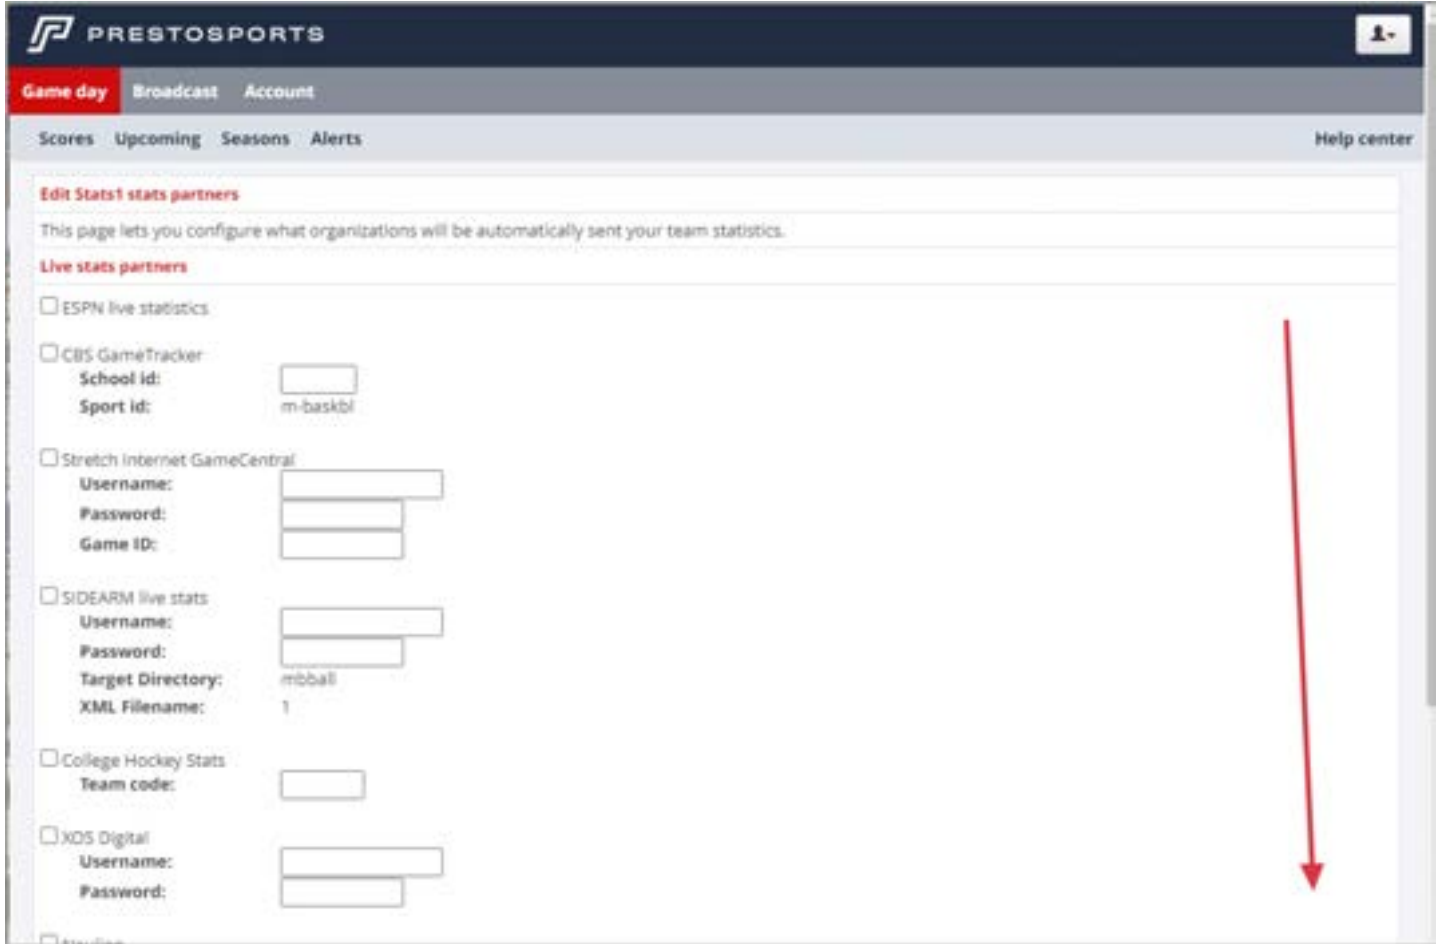 PRESTOSPORTS
Game day Broadcast Account
Scores Upcoming Seasons Alerts Help center
Edit Stats1 stats partners
This page lets you configure what organizations will be automatically sent your team statistics.
Live stats partners
ESPN live statistics
CBS GameTracker
School id:
Sport id: m-baskbl
Stretch Internet GameCentral
Username:
Password:
Game ID:
SIDEARM live stats
Username:
Password:
Target Directory: mbball
XML Filename: 1
College Hockey Stats
Team code:
XOS Digital
Username:
Password: